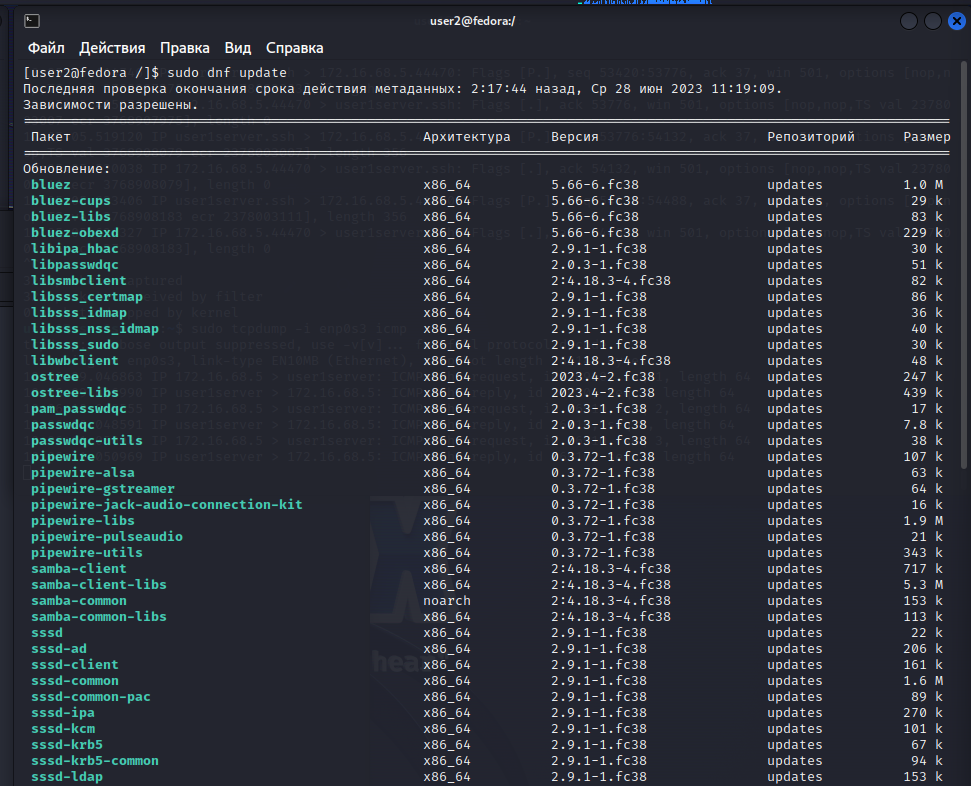 user2@fedora:/
Файл Действия Правка Вид Справка
[user2@fedora /]$ sudo dnf update
Последняя проверка окончания срока действия метаданных: 2:17:44 назад, Ср 28 июн 2023 11:19:09.
Зависимости разрешены.
Пакет Архитектура Версия Репозиторий Размер
Обновление:
bluez x86_64 5.66-6.fc38 updates 1.0 M
bluez-cups x86_64 5.66-6.fc38 updates 29 k
bluez-libs x86_64 5.66-6.fc38 updates 83 k
bluez-obexd x86_64 5.66-6.fc38 updates 229 k
libipa_hbac x86_64 2.9.1-1.fc38 updates 30 k
libpasswdqc x86_64 2.0.3-1.fc38 updates 51 k
libsmbclient x86_64 2:4.18.3-4.fc38 updates 82 k
libsss_certmap x86_64 2.9.1-1.fc38 updates 86 k
libsss_idmap x86_64 2.9.1-1.fc38 updates 36 k
libsss_nss_idmap x86_64 2.9.1-1.fc38 updates 40 k
libsss_sudo x86_64 2.9.1-1.fc38 updates 30 k
libwbclient x86_64 2:4.18.3-4.fc38 updates 48 k
ostree x86_64 2023.4-2.fc38 updates 247 k
ostree-libs x86_64 2023.4-2.fc38 updates 439 k
pam_passwdqc x86_64 2.0.3-1.fc38 updates 17 k
passwdqc x86_64 2.0.3-1.fc38 updates 7.8 k
passwdqc-utils x86_64 2.0.3-1.fc38 updates 38 k
pipewire x86_64 0.3.72-1.fc38 updates 107 k
pipewire-alsa x86_64 0.3.72-1.fc38 updates 63 k
pipewire-gstreamer x86_64 0.3.72-1.fc38 updates 64 k
pipewire-jack-audio-connection-kit x86_64 0.3.72-1.fc38 updates 16 k
pipewire-libs x86_64 0.3.72-1.fc38 updates 1.9 M
pipewire-pulseaudio x86_64 0.3.72-1.fc38 updates 21 k
pipewire-utils x86_64 0.3.72-1.fc38 updates 343 k
samba-client x86_64 2:4.18.3-4.fc38 updates 717 k
samba-client-libs x86_64 2:4.18.3-4.fc38 updates 5.3 M
samba-common noarch 2:4.18.3-4.fc38 updates 153 k
samba-common-libs x86_64 2:4.18.3-4.fc38 updates 113 k
sssd x86_64 2.9.1-1.fc38 updates 22 k
sssd-ad x86_64 2.9.1-1.fc38 updates 206 k
sssd-client x86_64 2.9.1-1.fc38 updates 161 k
sssd-common x86_64 2.9.1-1.fc38 updates 1.6 M
sssd-common-pac x86_64 2.9.1-1.fc38 updates 89 k
sssd-ipa x86_64 2.9.1-1.fc38 updates 270 k
sssd-kcm x86_64 2.9.1-1.fc38 updates 101 k
sssd-krb5 x86_64 2.9.1-1.fc38 updates 67 k
sssd-krb5-common x86_64 2.9.1-1.fc38 updates 94 k
sssd-ldap x86_64 2.9.1-1.fc38 updates 153 k